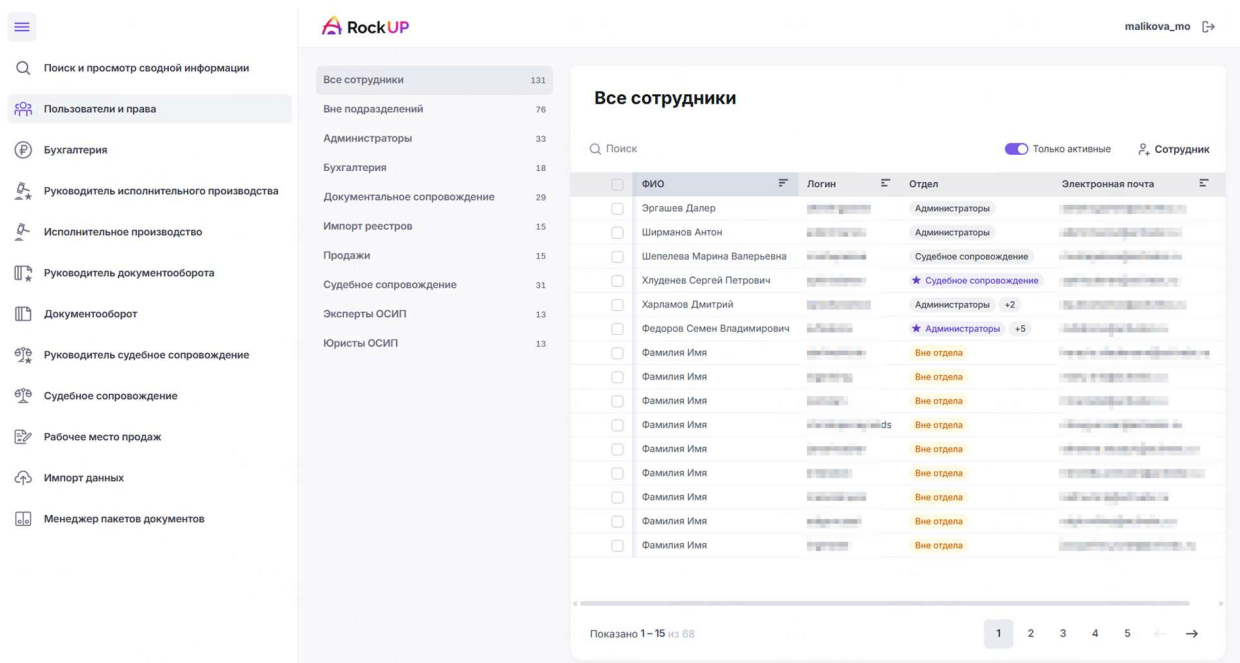 RockUP
malikova_mo
Поиск и просмотр сводной информации
Пользователи и права
Бухгалтерия
Руководитель исполнительного производства
Исполнительное производство
Руководитель документооборота
Документооборот
Руководитель судебное сопровождение
Судебное сопровождение
Рабочее место продаж
Импорт данных
Менеджер пакетов документов
Все сотрудники 131
Вне подразделений 76
Администраторы 33
Бухгалтерия 18
Документальное сопровождение 29
Импорт реестров 15
Продажи 15
Судебное сопровождение 31
Эксперты ОСИП 13
Юристы ОСИП 13
Все сотрудники
Поиск Только активные Сотрудник
ФИО Логин Отдел Электронная почта
Эргашев Далер Администраторы
Ширманов Антон Администраторы
Шепелева Марина Валерьевна Судебное сопровождение
Хлуденев Сергей Петрович ★ Судебное сопровождение
Харламов Дмитрий Администраторы +2
Федоров Семен Владимирович ★ Администраторы +5
Фамилия Имя Вне отдела
Фамилия Имя Вне отдела
Фамилия Имя Вне отдела
Фамилия Имя Вне отдела
Фамилия Имя Вне отдела
Фамилия Имя Вне отдела
Фамилия Имя Вне отдела
Фамилия Имя Вне отдела
Фамилия Имя Вне отдела
Показано 1 – 15 из 68 1 2 3 4 5 ← →